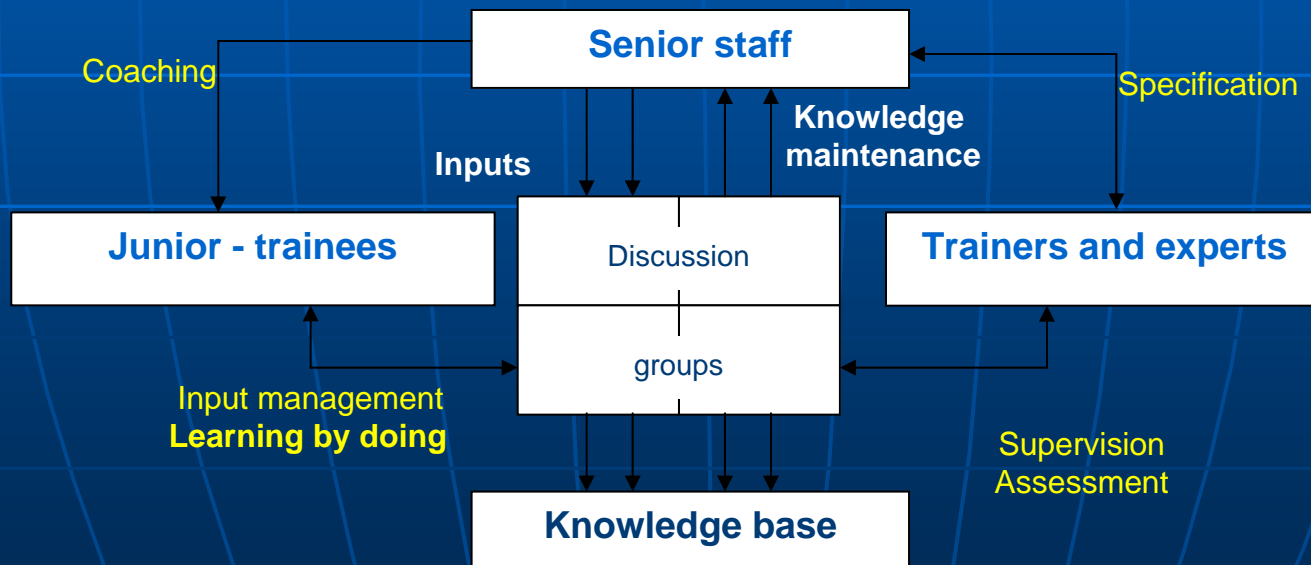 Senior staff
Coaching
Specification
Knowledge
maintenance
Inputs
Junior - trainees
Discussion
Trainers and experts
groups
Input management
Learning by doing
Supervision
Assessment
Knowledge base